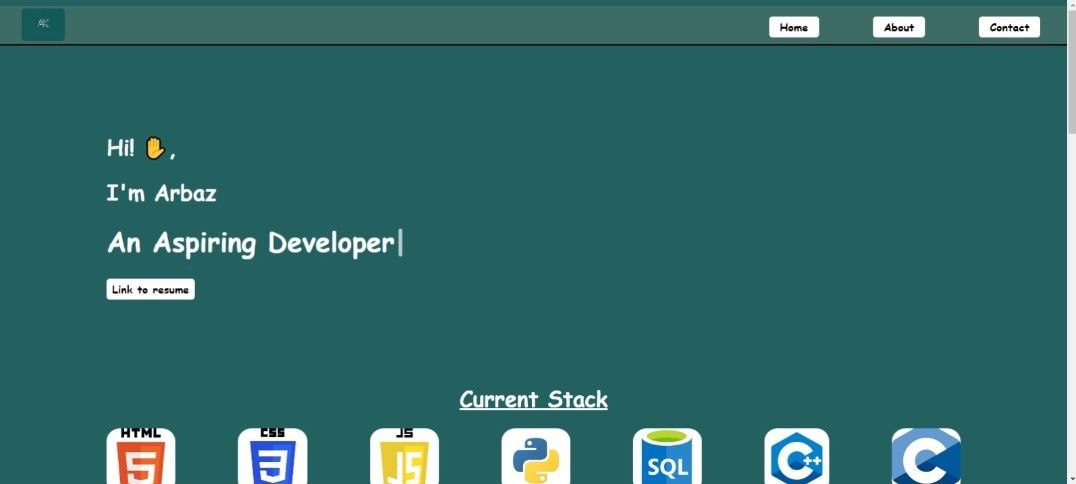 AK
Home About Contact
Hi! ✋,
I'm Arbaz
An Aspiring Developer|
Link to resume
Current Stack
HTML CSS JS
5 3 JS SQL C++ C